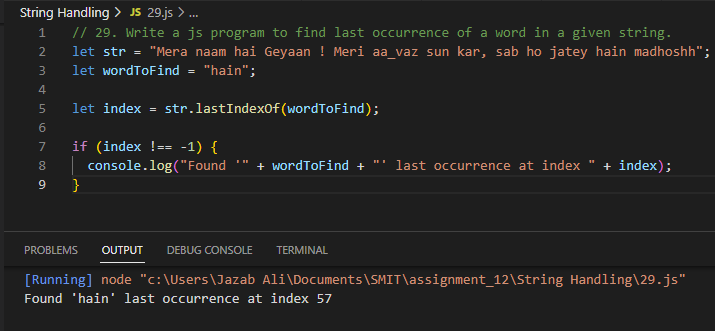 String Handling > JS 29.js > ...
1 // 29. Write a js program to find last occurrence of a word in a given string.
2 let str = "Mera naam hai Geyaan ! Meri aa_vaz sun kar, sab ho jatey hain madhoshh";
3 let wordToFind = "hain";
4
5 let index = str.lastIndexOf(wordToFind);
6
7 if (index !== -1) {
8 console.log("Found '" + wordToFind + "' last occurrence at index " + index);
9 }
PROBLEMS OUTPUT DEBUG CONSOLE TERMINAL
[Running] node "c:\Users\Jazab Ali\Documents\SMIT\assignment_12\String Handling\29.js"
Found 'hain' last occurrence at index 57